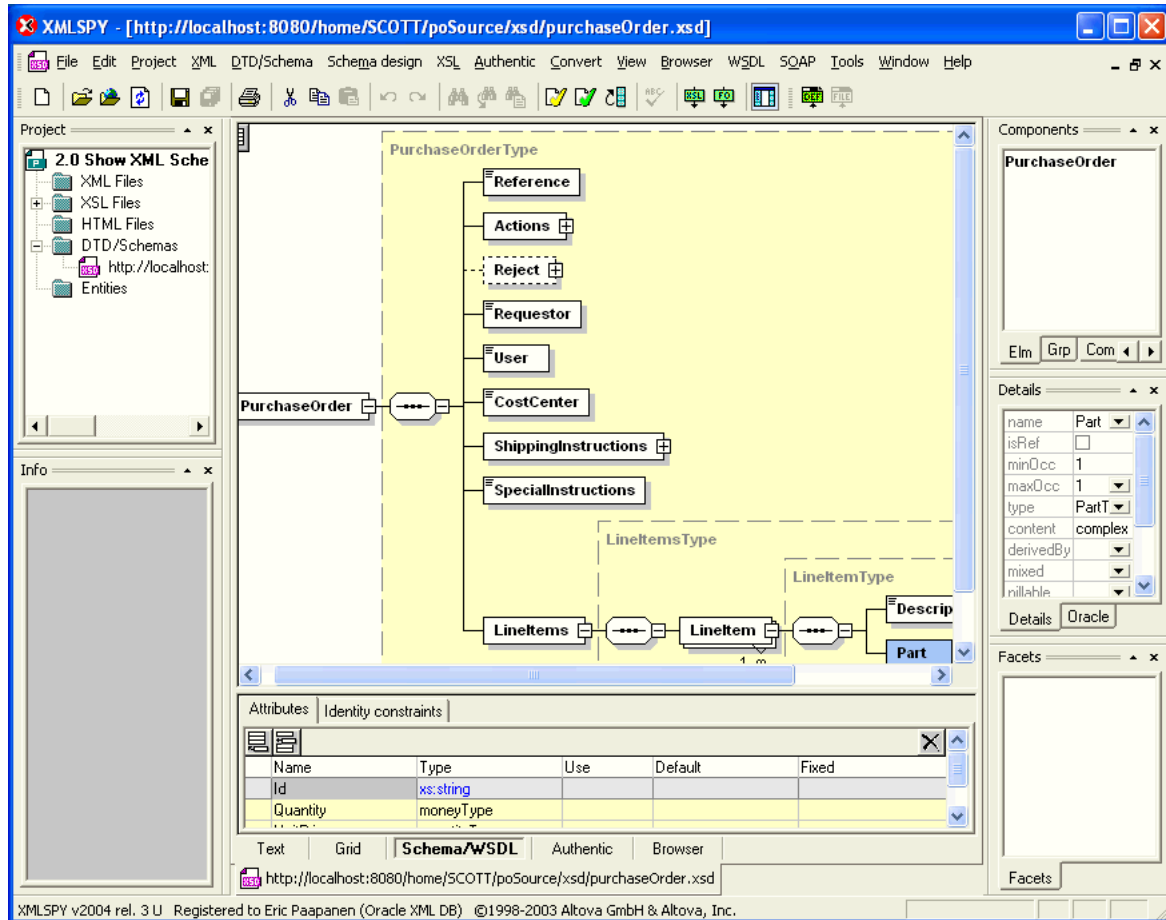 XMLSPY - [http://localhost:8080/home/SCOTT/poSource/xsd/purchaseOrder.xsd]
File Edit Project XML DTD/Schema Schema design XSL Authentic Convert View Browser WSDL SOAP Tools Window Help
Project
2.0 Show XML Sche
XML Files
XSL Files
HTML Files
DTD/Schemas
http://localhost:
Entities
Info
PurchaseOrderType
Reference
Actions
Reject
Requestor
User
PurchaseOrder
CostCenter
ShippingInstructions
SpecialInstructions
LineItemsType
LineItemType
LineItems
LineItem
Descrip
Part
Attributes Identity constraints
Name Type Use Default Fixed
Id xs:string
Quantity moneyType
Text Grid Schema/WSDL Authentic Browser
http://localhost:8080/home/SCOTT/poSource/xsd/purchaseOrder.xsd
Components
PurchaseOrder
Elm Grp Com
Details
name Part
isRef
minOcc 1
maxOcc 1
type PartT
content complex
derivedBy
mixed
nillable
Details Oracle
Facets
Facets
XMLSPY v2004 rel. 3 U Registered to Eric Paapanen (Oracle XML DB) ©1998-2003 Altova GmbH & Altova, Inc.